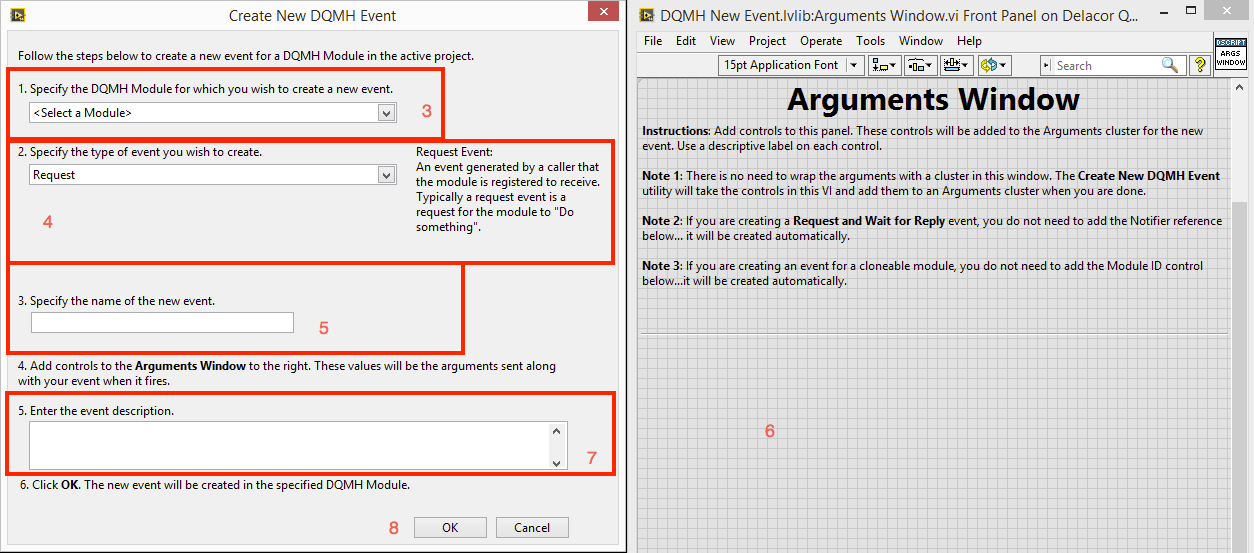 Create New DQMH Event
Follow the steps below to create a new event for a DQMH Module in the active project.
1. Specify the DQMH Module for which you wish to create a new event.
<Select a Module>
3
2. Specify the type of event you wish to create.
Request
4
Request Event:
An event generated by a caller that
the module is registered to receive.
Typically a request event is a
request for the module to "Do
something".
3. Specify the name of the new event.
5
4. Add controls to the Arguments Window to the right. These values will be the arguments sent along
with your event when it fires.
5. Enter the event description.
7
6. Click OK. The new event will be created in the specified DQMH Module.
8
OK
Cancel
DQMH New Event.lvlib:Arguments Window.vi Front Panel on Delacor Q...
File Edit View Project Operate Tools Window Help
DSCRIPT
ARGS
WINDOW
15pt Application Font
Search
?
Arguments Window
Instructions: Add controls to this panel. These controls will be added to the Arguments cluster for the new
event. Use a descriptive label on each control.
Note 1: There is no need to wrap the arguments with a cluster in this window. The Create New DQMH Event
utility will take the controls in this VI and add them to an Arguments cluster when you are done.
Note 2: If you are creating a Request and Wait for Reply event, you do not need to add the Notifier reference
below... it will be created automatically.
Note 3: If you are creating an event for a cloneable module, you do not need to add the Module ID control
below...it will be created automatically.
6